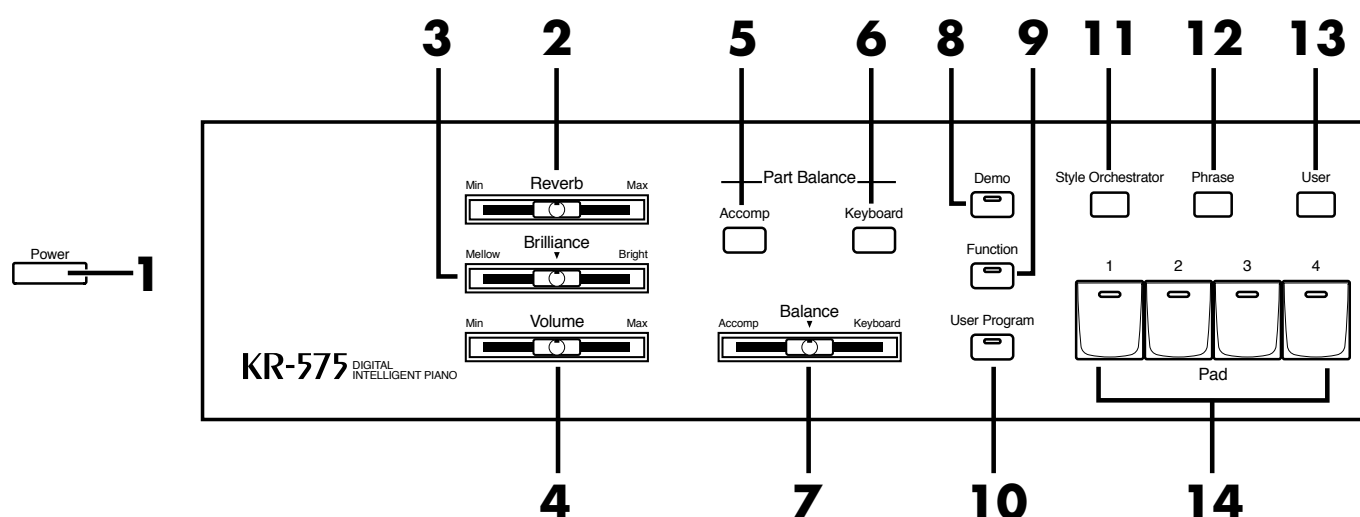 3 2 5 6 8 9 11 12 13
Part Balance
Demo Style Orchestrator Phrase User
Min Reverb Max
Accomp Keyboard
Brilliance
Mellow Bright
Function
Power
1
1 2 3 4
Min Volume Max
Accomp Balance Keyboard
User Program
KR-575 DIGITAL
INTELLIGENT PIANO
Pad
4 7 10 14